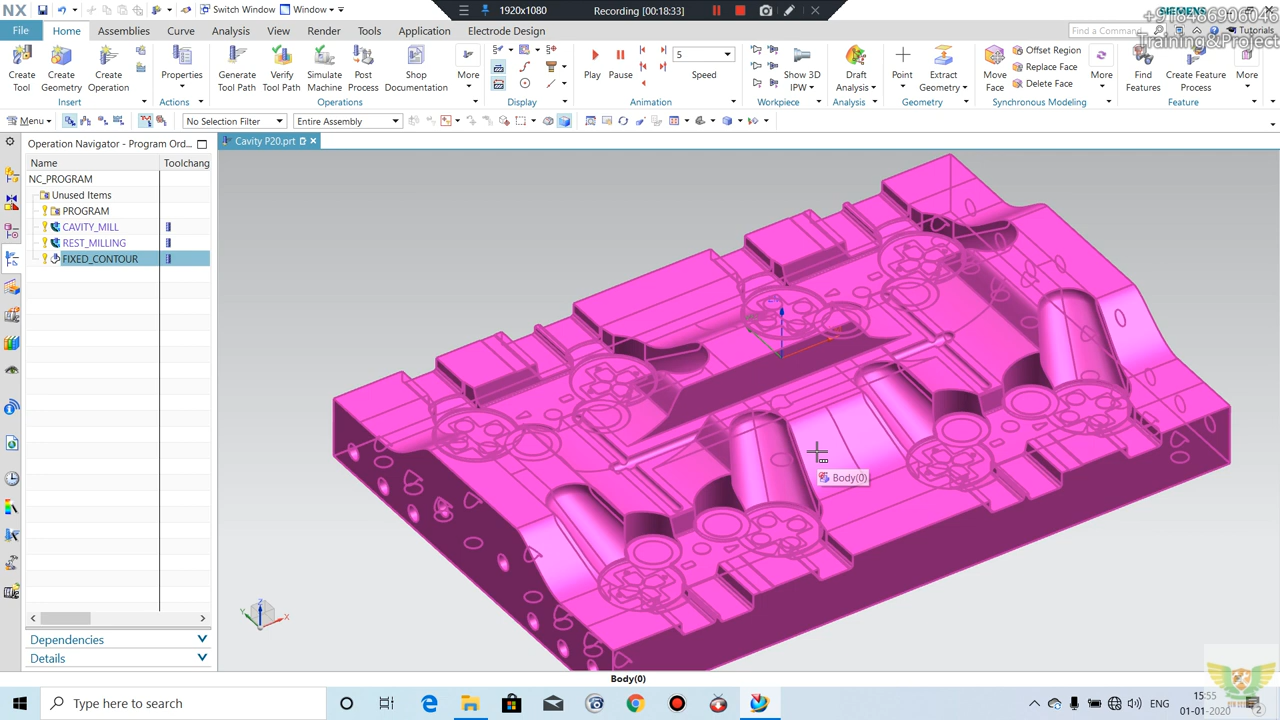 NX
Switch Window
Window
1920x1080
Recording [00:18:33]
SIEMENS
+918486906046
Training&Project
File
Home
Assemblies
Curve
Analysis
View
Render
Electrode Design
Find a Command
Tutorials
Create Tool
Create Geometry
Create Operation
Properties
Generate Tool Path
Verify Tool Path
Simulate Machine
Post Process
Shop Documentation
More
Play
Pause
5
Speed
Show 3D IPW
Draft Analysis
Point
Extract Geometry
Move Face
Offset Region
Replace Face
Delete Face
More
Find Features
Create Feature Process
More
Insert
Actions
Operations
Display
Animation
Workpiece
Analysis
Geometry
Synchronous Modeling
Feature
Menu
No Selection Filter
Entire Assembly
Operation Navigator - Program Ord...
Cavity P20.prt
Name
Toolchang
NC_PROGRAM
Unused Items
PROGRAM
CAVITY_MILL
REST_MILLING
FIXED_CONTOUR
Body(0)
Z
Y
X
Dependencies
Details
Body(0)
Type here to search
ENG
15:55
01-01-2020
2